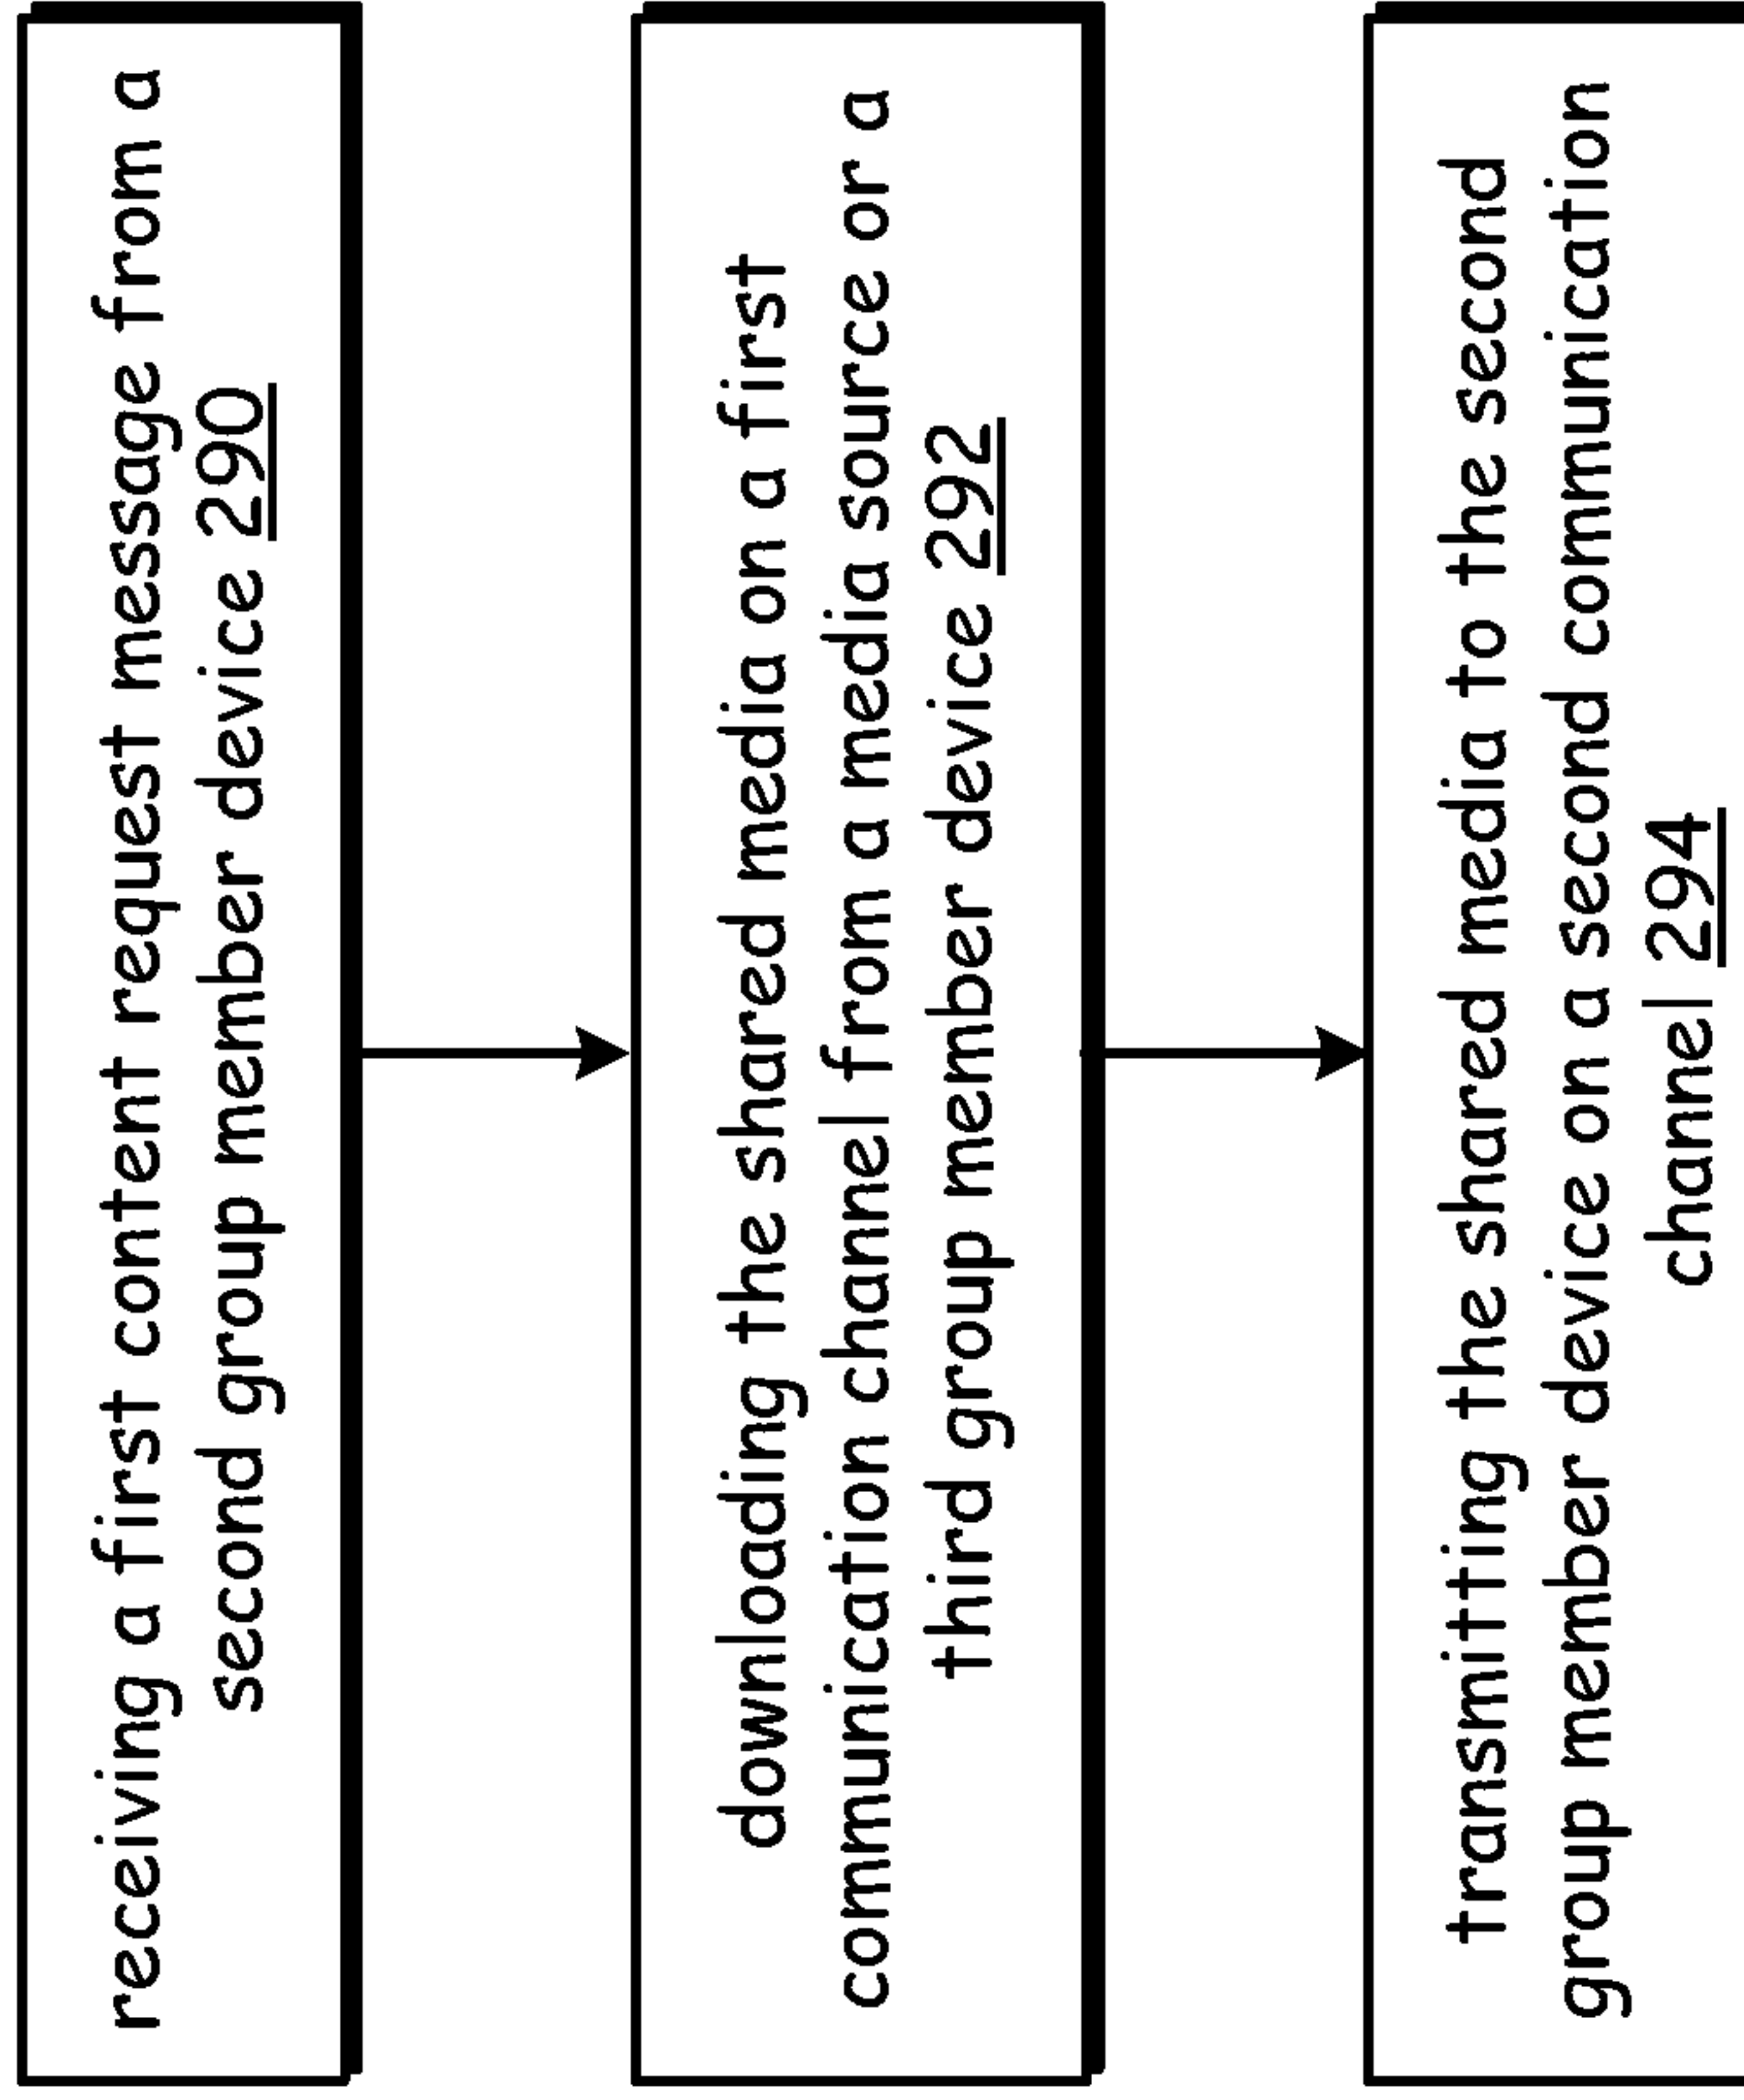 receiving a first content request message from a
second group member device 290
downloading the shared media on a first
communication channel from a media source or a
third group member device 292
transmitting the shared media to the second
group member device on a second communication
channel 294